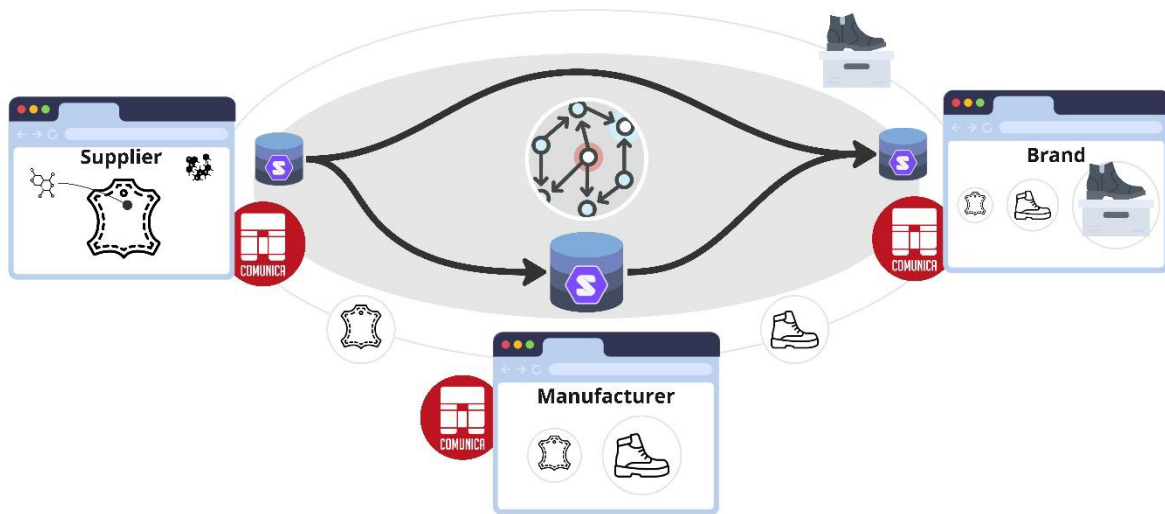 Supplier
Brand
COMUNICA
COMUNICA
Manufacturer
COMUNICA